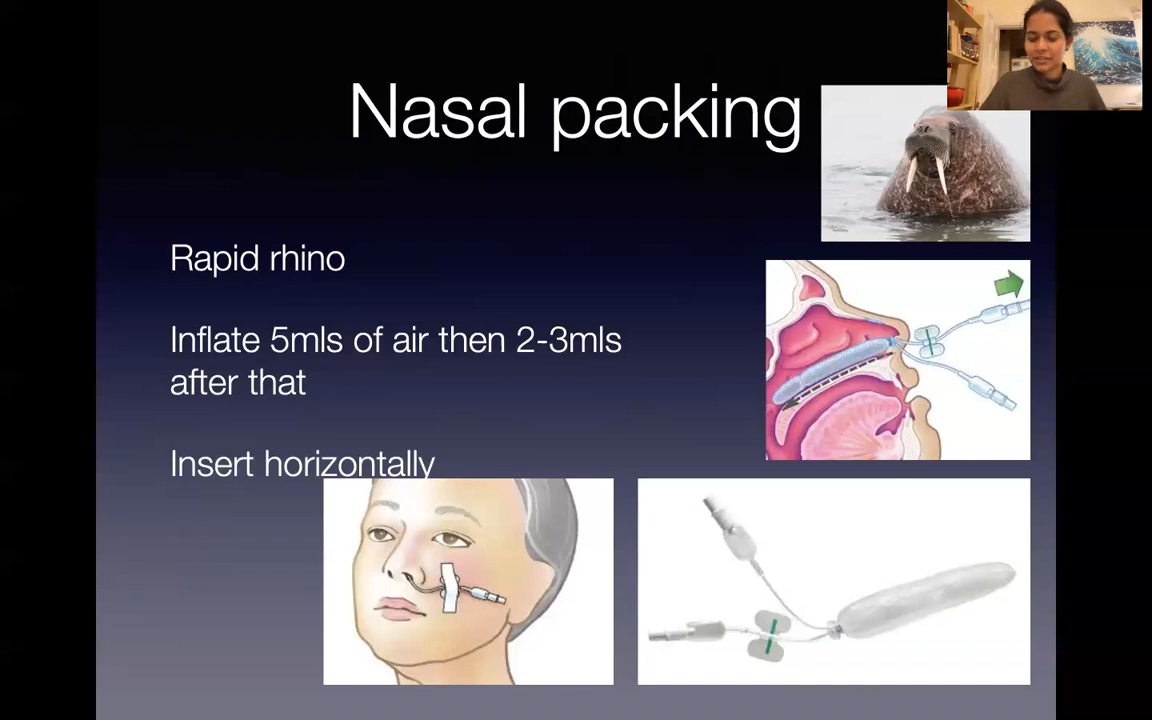 Nasal packing
Rapid rhino
Inflate 5mls of air then 2-3mls
after that
Insert horizontally